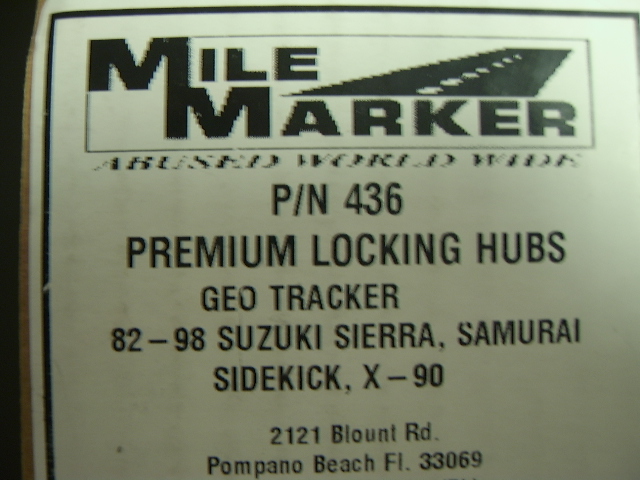 MILE
MARKER
ABUSED WORLD WIDE
P/N 436
PREMIUM LOCKING HUBS
GEO TRACKER
82-98 SUZUKI SIERRA, SAMURAI
SIDEKICK, X-90
2121 Blount Rd.
Pompano Beach Fl. 33069